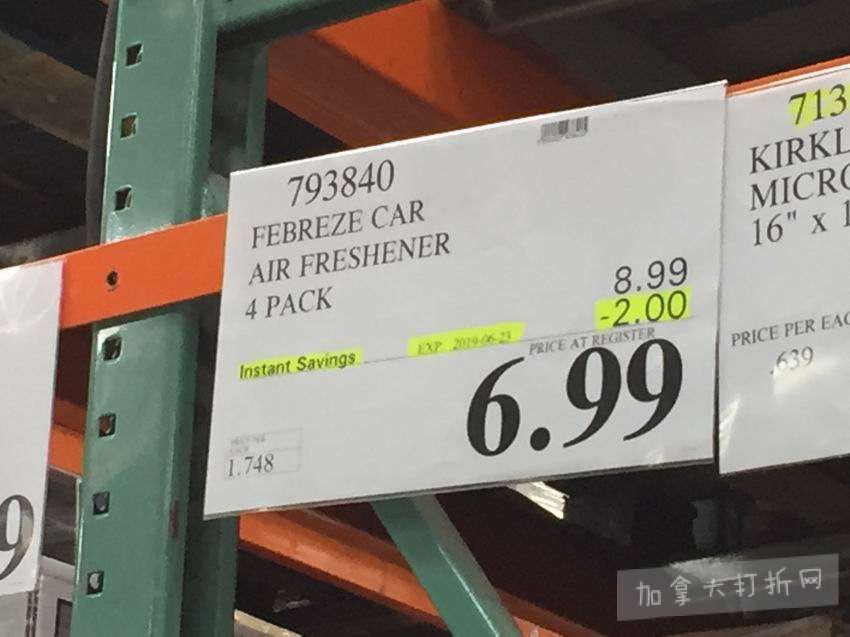 793840
FEBREZE CAR
AIR FRESHENER
4 PACK
8.99
-2.00
Instant Savings
EXP 2019-06-23
PRICE AT REGISTER
6.99
PRICE PER
1.748
713
KIRKL
MICRO
16" x 1
PRICE PER EAC
.639
9
加拿大打折网